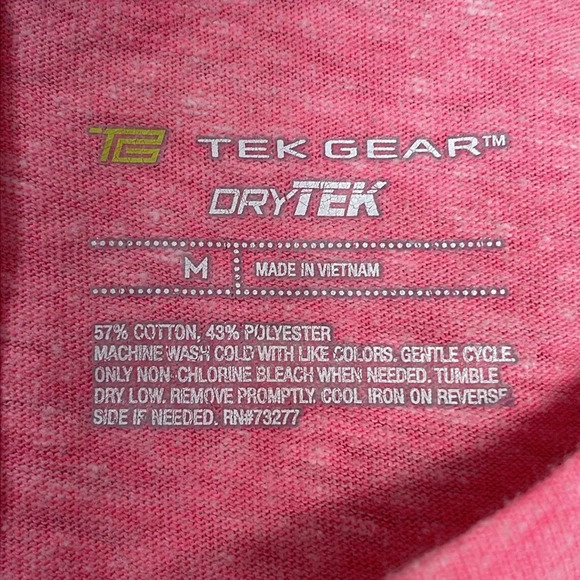 TG TEK GEAR™
DRYTEK
M MADE IN VIETNAM
57% COTTON, 43% POLYESTER
MACHINE WASH COLD WITH LIKE COLORS. GENTLE CYCLE.
ONLY NON-CHLORINE BLEACH WHEN NEEDED. TUMBLE
DRY, LOW. REMOVE PROMPTLY. COOL IRON ON REVERSE
SIDE IF NEEDED. RN#73277